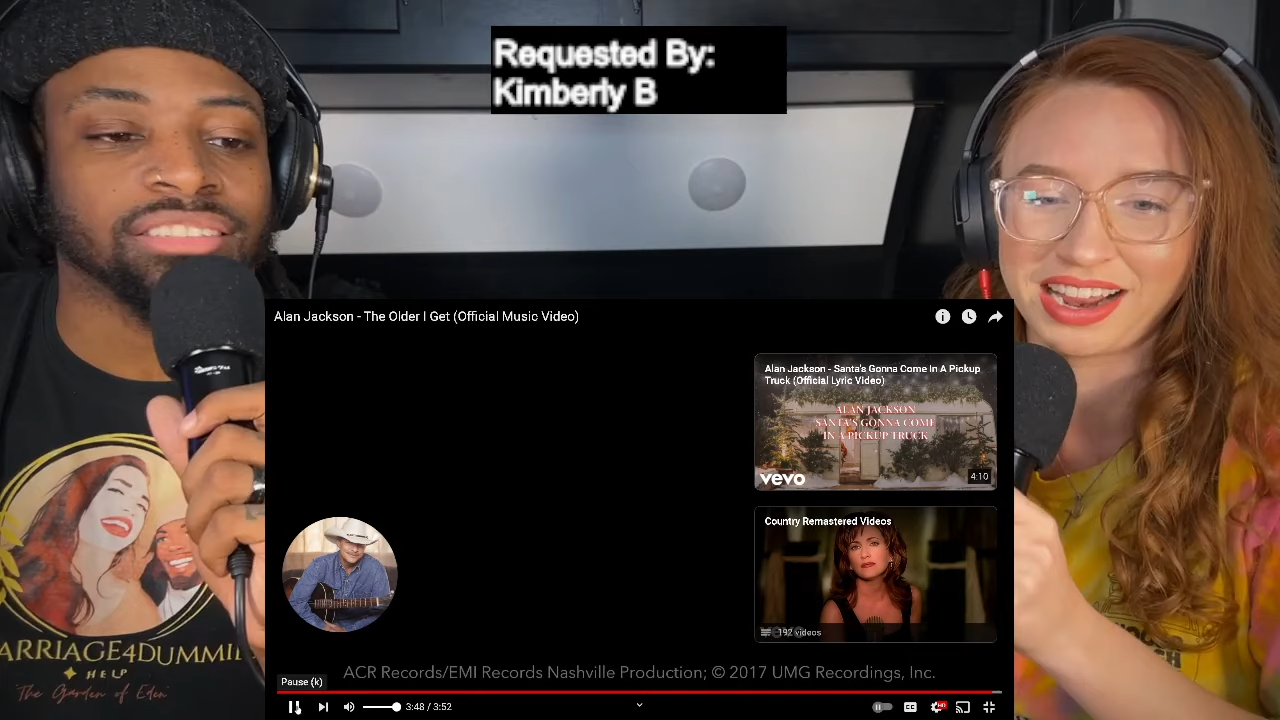 Requested By:
Kimberly B
Alan Jackson - The Older I Get (Official Music Video)
Alan Jackson - Santa's Gonna Come In A Pickup
Truck (Official Lyric Video)
ALAN JACKSON
SANTA'S GONNA COME
IN A PICKUP TRUCK
vevo
4:10
Country Remastered Videos
192 videos
ARRIAGE4DUMMI
HELP
"The Garden of Eden"
ACR Records/EMI Records Nashville Production; © 2017 UMG Recordings, Inc.
Pause (k)
3:48 / 3:52
CC
HD